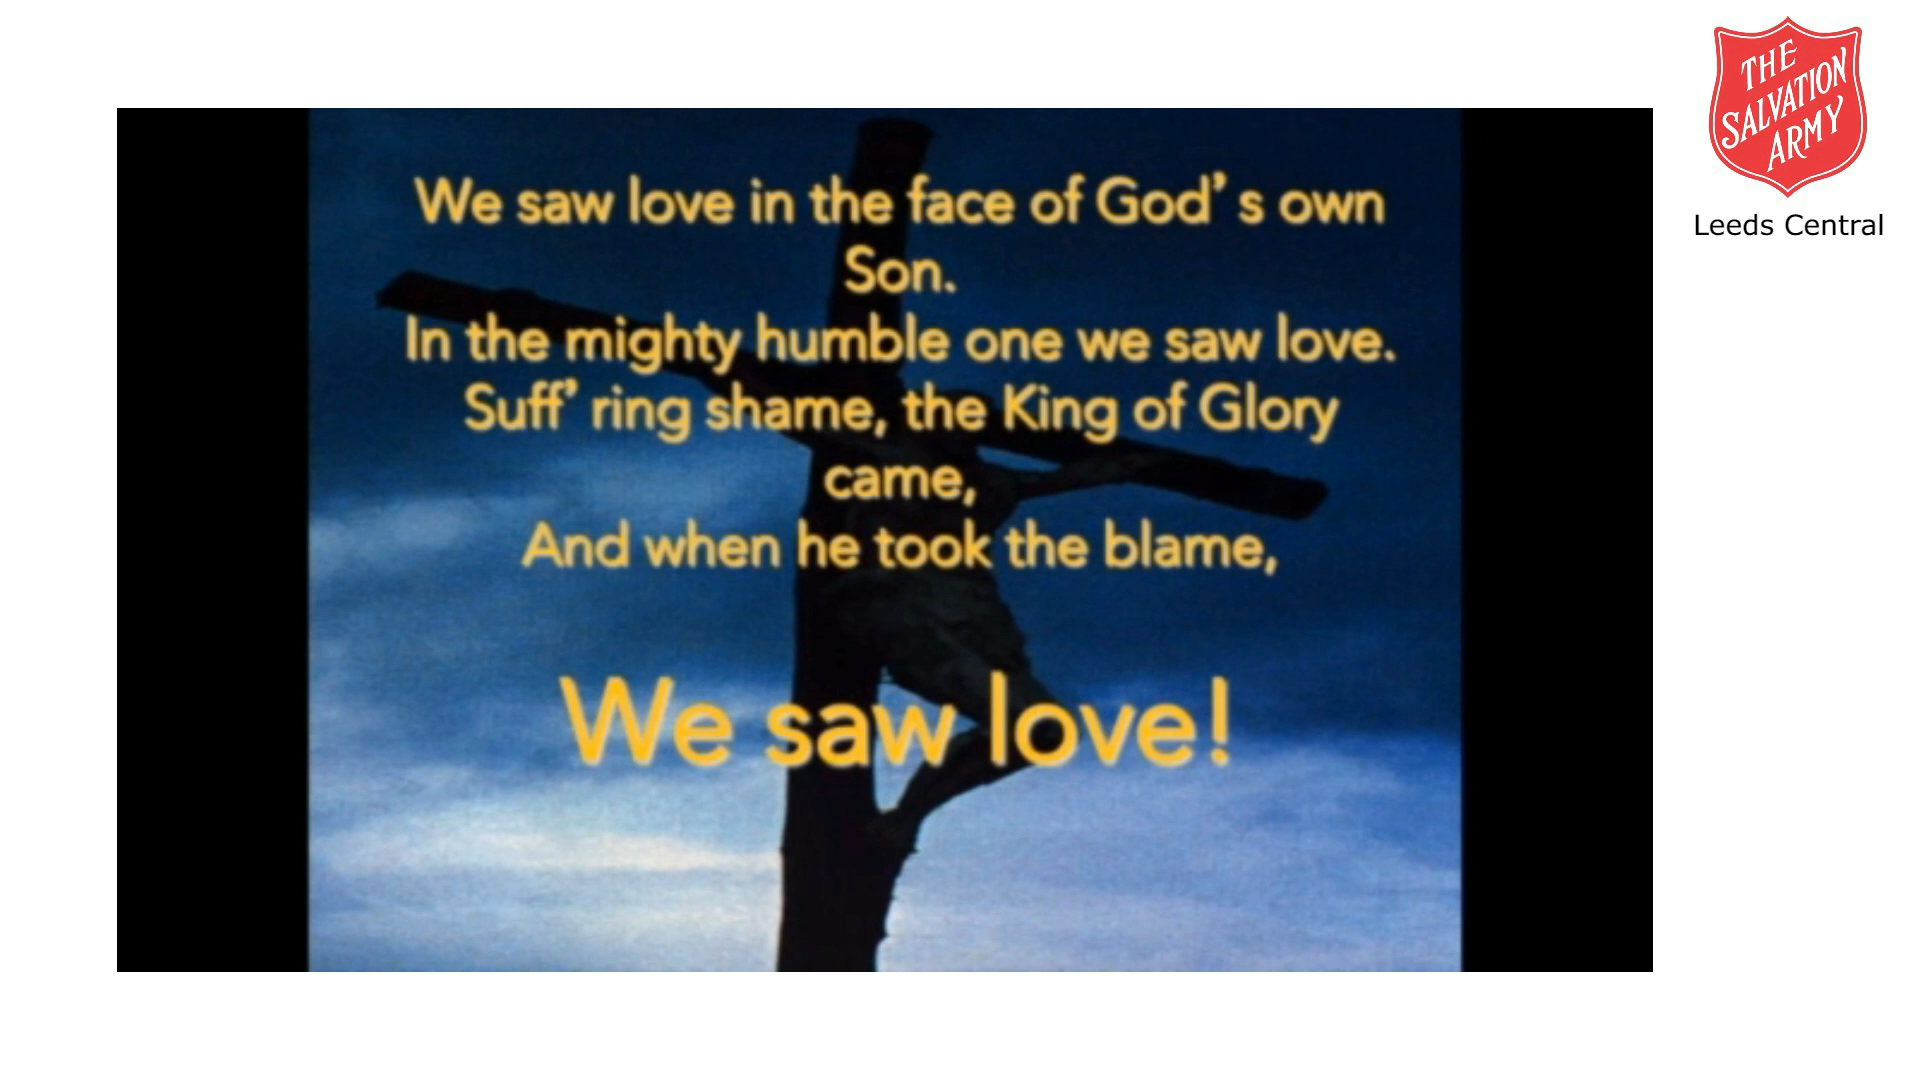 We saw love in the face of God’ s own
Son.
In the mighty humble one we saw love.
Suff’ ring shame, the King of Glory
came,
And when he took the blame,
We saw love!
THE
SALVATION
ARMY
Leeds Central